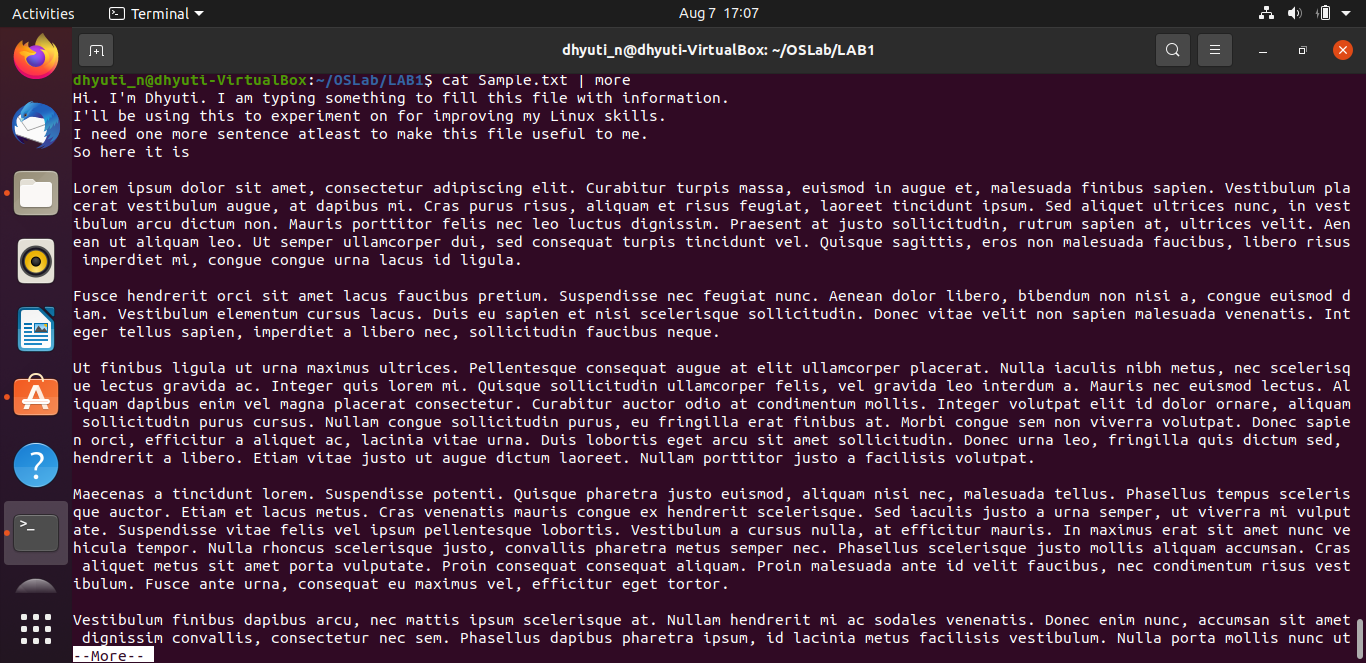 Activities Terminal Aug 7 17:07
dhyuti_n@dhyuti-VirtualBox: ~/OSLab/LAB1
dhyuti_n@dhyuti-VirtualBox:~/OSLab/LAB1$ cat Sample.txt | more
Hi. I'm Dhyuti. I am typing something to fill this file with information.
I'll be using this to experiment on for improving my Linux skills.
I need one more sentence atleast to make this file useful to me.
So here it is
Lorem ipsum dolor sit amet, consectetur adipiscing elit. Curabitur turpis massa, euismod in augue et, malesuada finibus sapien. Vestibulum pla
cerat vestibulum augue, at dapibus mi. Cras purus risus, aliquam et risus feugiat, laoreet tincidunt ipsum. Sed aliquet ultrices nunc, in vest
ibulum arcu dictum non. Mauris porttitor felis nec leo luctus dignissim. Praesent at justo sollicitudin, rutrum sapien at, ultrices velit. Aen
ean ut aliquam leo. Ut semper ullamcorper dui, sed consequat turpis tincidunt vel. Quisque sagittis, eros non malesuada faucibus, libero risus
imperdiet mi, congue congue urna lacus id ligula.
Fusce hendrerit orci sit amet lacus faucibus pretium. Suspendisse nec feugiat nunc. Aenean dolor libero, bibendum non nisi a, congue euismod d
iam. Vestibulum elementum cursus lacus. Duis eu sapien et nisi scelerisque sollicitudin. Donec vitae velit non sapien malesuada venenatis. Int
eger tellus sapien, imperdiet a libero nec, sollicitudin faucibus neque.
Ut finibus ligula ut urna maximus ultrices. Pellentesque consequat augue at elit ullamcorper placerat. Nulla iaculis nibh metus, nec scelerisq
ue lectus gravida ac. Integer quis lorem mi. Quisque sollicitudin ullamcorper felis, vel gravida leo interdum a. Mauris nec euismod lectus. Al
iquam dapibus enim vel magna placerat consectetur. Curabitur auctor odio at condimentum mollis. Integer volutpat elit id dolor ornare, aliquam
sollicitudin purus cursus. Nullam congue sollicitudin purus, eu fringilla erat finibus at. Morbi congue sem non viverra volutpat. Donec sapie
n orci, efficitur a aliquet ac, lacinia vitae urna. Duis lobortis eget arcu sit amet sollicitudin. Donec urna leo, fringilla quis dictum sed,
hendrerit a libero. Etiam vitae justo ut augue dictum laoreet. Nullam porttitor justo a facilisis volutpat.
Maecenas a tincidunt lorem. Suspendisse potenti. Quisque pharetra justo euismod, aliquam nisi nec, malesuada tellus. Phasellus tempus sceleris
que auctor. Etiam et lacus metus. Cras venenatis mauris congue ex hendrerit scelerisque. Sed iaculis justo a urna semper, ut viverra mi vulput
ate. Suspendisse vitae felis vel ipsum pellentesque lobortis. Vestibulum a cursus nulla, at efficitur mauris. In maximus erat sit amet nunc ve
hicula tempor. Nulla rhoncus scelerisque justo, convallis pharetra metus semper nec. Phasellus scelerisque justo mollis aliquam accumsan. Cras
aliquet metus sit amet porta vulputate. Proin consequat consequat aliquam. Proin malesuada ante id velit faucibus, nec condimentum risus vest
ibulum. Fusce ante urna, consequat eu maximus vel, efficitur eget tortor.
Vestibulum finibus dapibus arcu, nec mattis ipsum scelerisque at. Nullam hendrerit mi ac sodales venenatis. Donec enim nunc, accumsan sit amet
dignissim convallis, consectetur nec sem. Phasellus dapibus pharetra ipsum, id lacinia metus facilisis vestibulum. Nulla porta mollis nunc ut
--More--